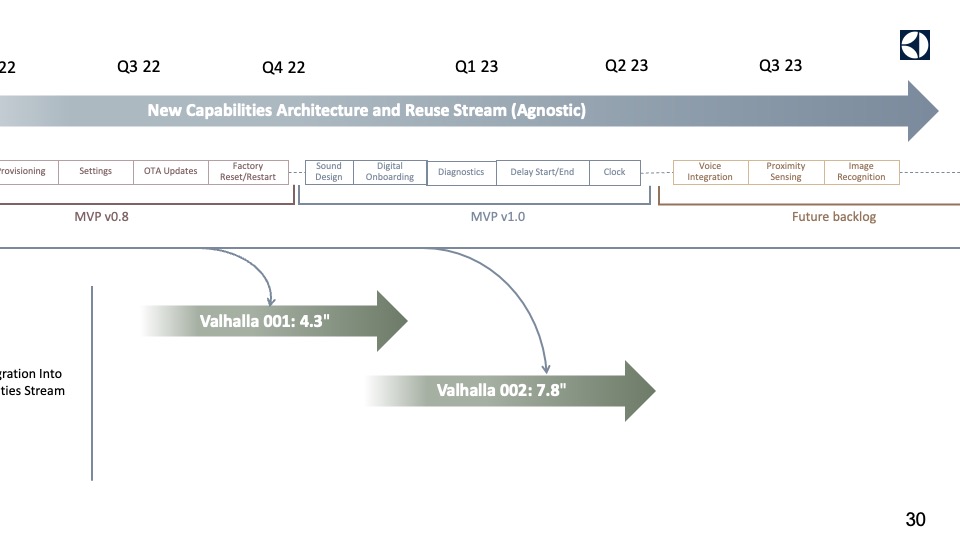 22
Q3 22
Q4 22
Q1 23
Q2 23
Q3 23
New Capabilities Architecture and Reuse Stream (Agnostic)
rovisioning
Settings
OTA Updates
Factory
Reset/Restart
Sound
Design
Digital
Onboarding
Diagnostics
Delay Start/End
Clock
Voice
Integration
Proximity
Sensing
Image
Recognition
MVP v0.8
MVP v1.0
Future backlog
Valhalla 001: 4.3"
gration Into
ties Stream
Valhalla 002: 7.8"
30